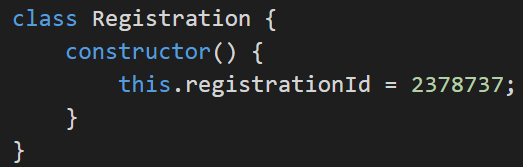 class Registration {
    constructor() {
        this.registrationId = 2378737;
    }
}